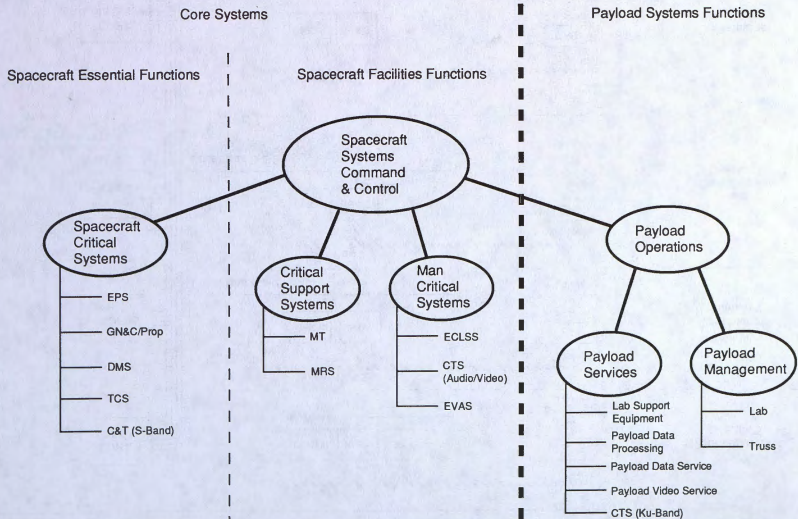 Core Systems
Payload Systems Functions
Spacecraft Essential Functions
Spacecraft Facilities Functions
Spacecraft
Systems
Command
& Control
Spacecraft
Critical
Systems
EPS
GN&C/Prop
DMS
TCS
C&T (S-Band)
Critical
Support
Systems
MT
MRS
Man
Critical
Systems
ECLSS
CTS
(Audio/Video)
EVAS
Payload
Operations
Payload
Services
Lab Support
Equipment
Payload Data
Processing
Payload Data Service
Payload Video Service
CTS (Ku-Band)
Payload
Management
Lab
Truss